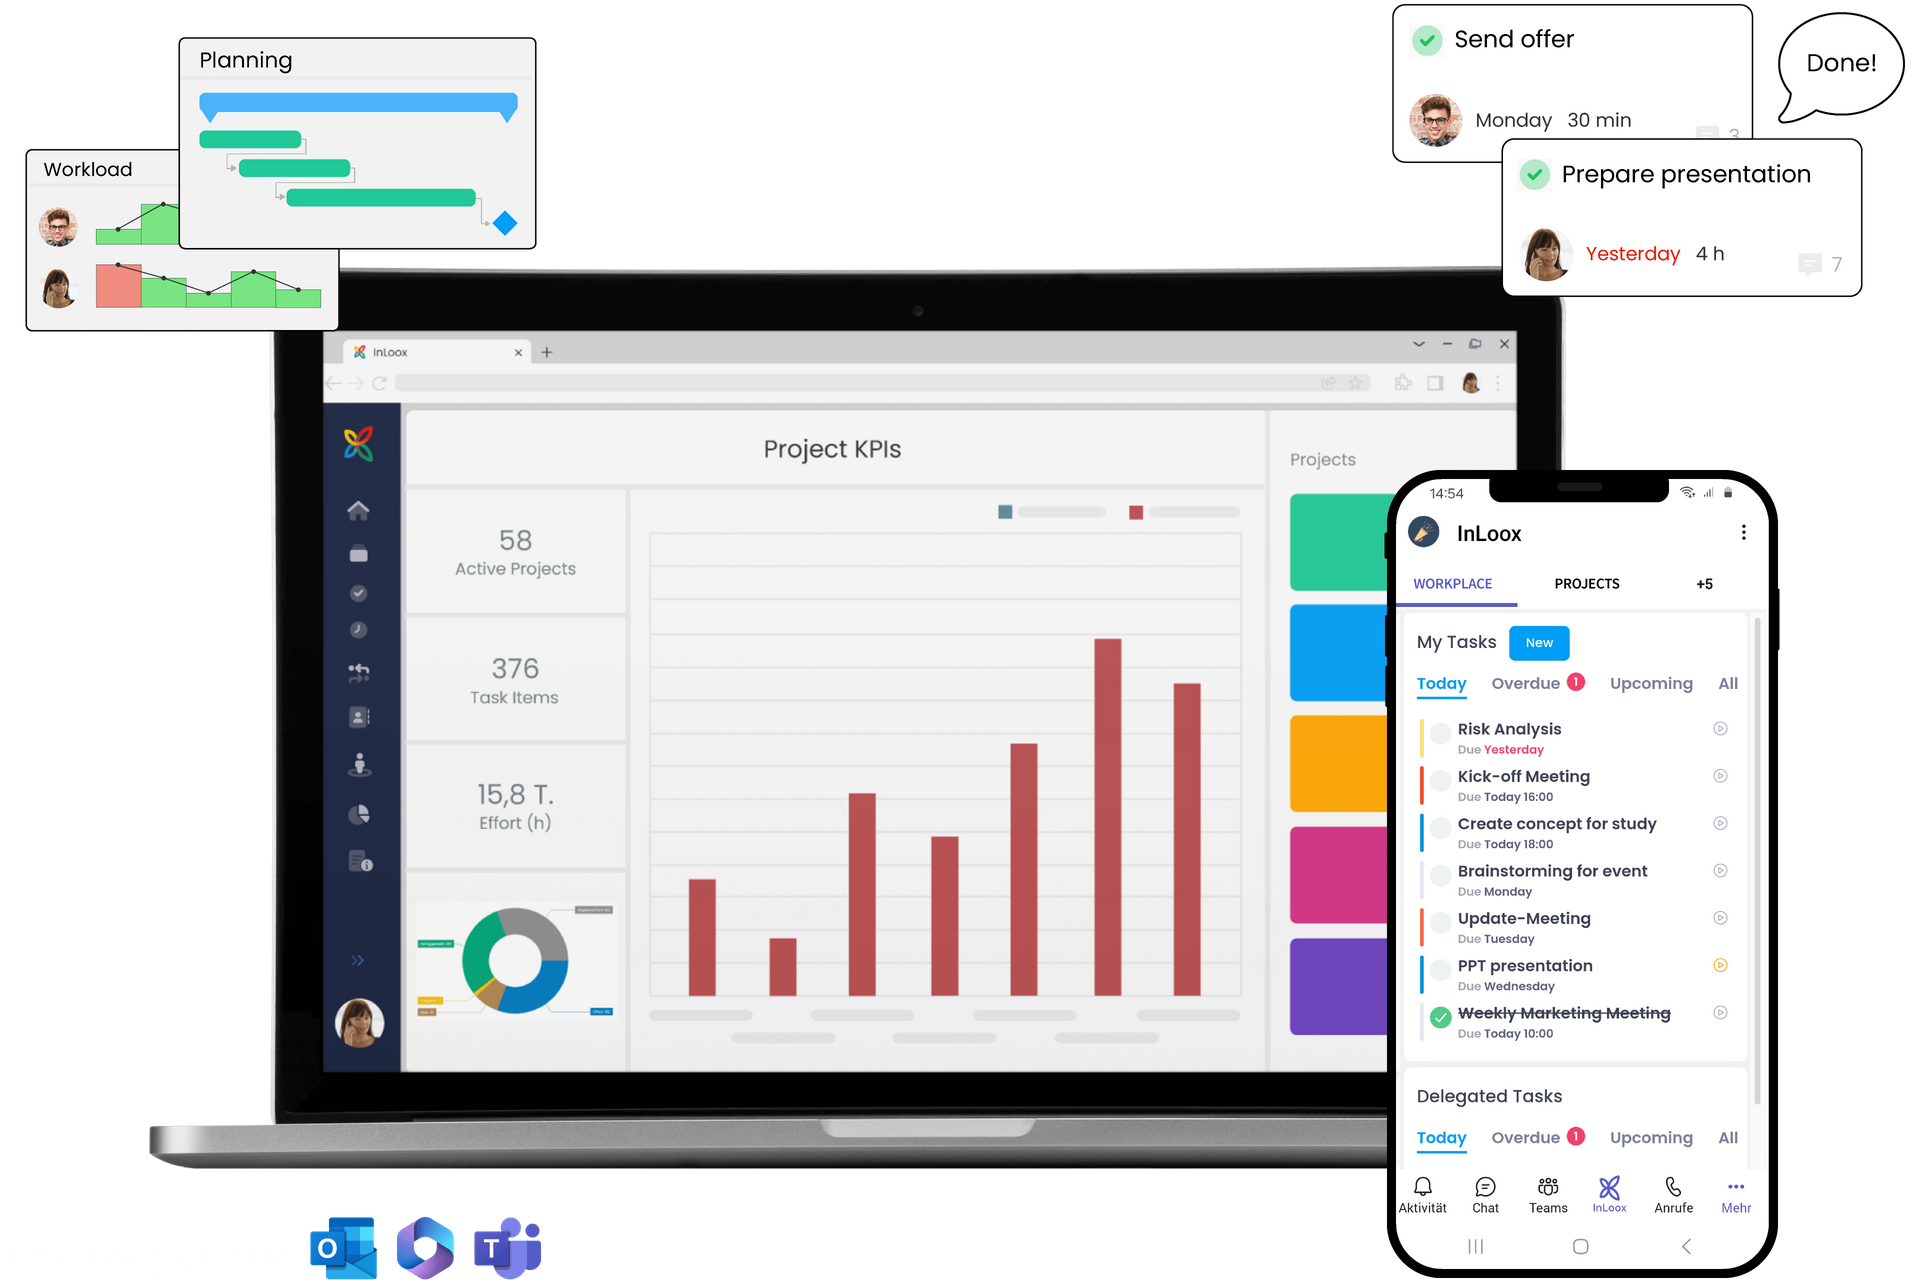 Planning
Workload
Send offer
Monday 30 min
3
Done!
Prepare presentation
Yesterday 4 h
7
InLoox
Project KPIs
58
Active Projects
376
Task Items
15,8 T.
Effort (h)
Projects
14:54
InLoox
WORKPLACE PROJECTS +5
My Tasks New
Today Overdue 1 Upcoming All
Risk Analysis
Due Yesterday
Kick-off Meeting
Due Today 16:00
Create concept for study
Due Today 18:00
Brainstorming for event
Due Monday
Update-Meeting
Due Tuesday
PPT presentation
Due Wednesday
Weekly Marketing Meeting
Due Today 10:00
Delegated Tasks
Today Overdue 1 Upcoming All
Aktivität Chat Teams InLoox Anrufe Mehr
O T